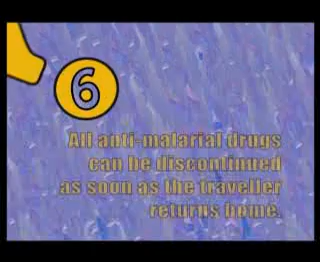 6
All anti-malarial drugs
can be discontinued
as soon as the traveller
returns home.